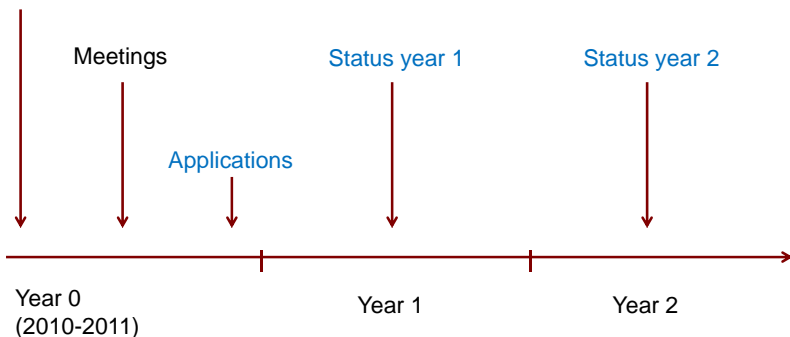 Meetings
Status year 1
Status year 2
Applications
Year 0
(2010-2011)
Year 1
Year 2